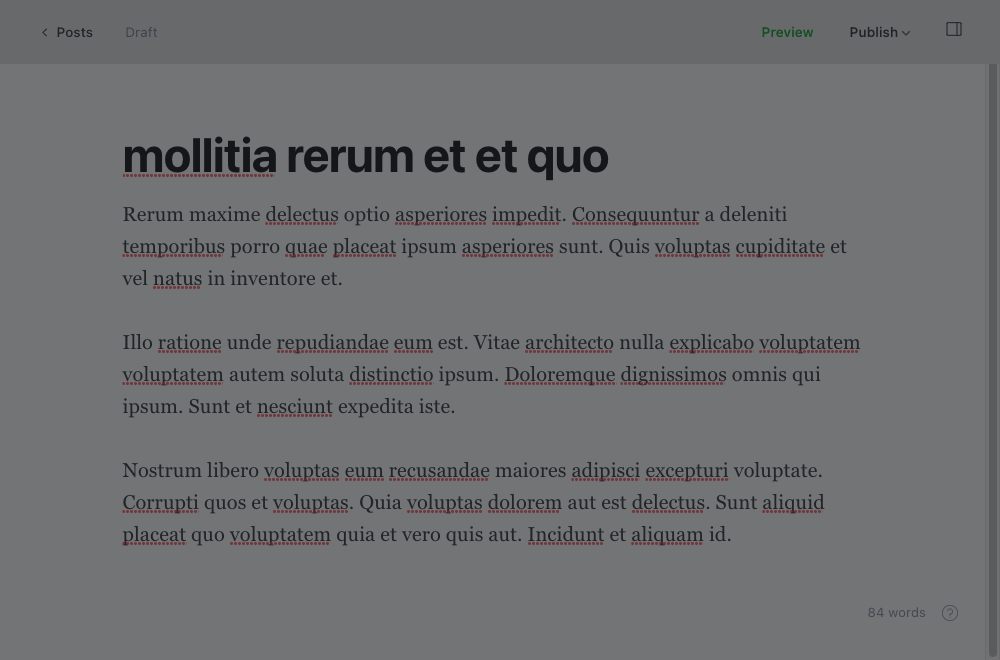 Posts
Draft
Preview
Publish
mollitia rerum et et quo
Rerum maxime delectus optio asperiores impedit. Consequuntur a deleniti
temporibus porro quae placeat ipsum asperiores sunt. Quis voluptas cupiditate et
vel natus in inventore et.
Illo ratione unde repudiandae eum est. Vitae architecto nulla explicabo voluptatem
voluptatem autem soluta distinctio ipsum. Doloremque dignissimos omnis qui
ipsum. Sunt et nesciunt expedita iste.
Nostrum libero voluptas eum recusandae maiores adipisci excepturi voluptate.
Corrupti quos et voluptas. Quia voluptas dolorem aut est delectus. Sunt aliquid
placeat quo voluptatem quia et vero quis aut. Incidunt et aliquam id.
84 words
?